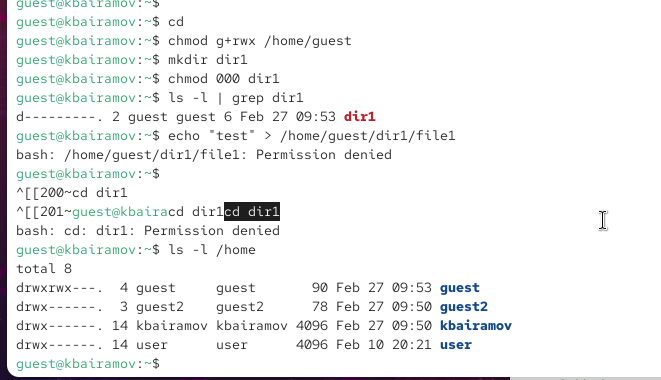 guest@kbairamov:~$
guest@kbairamov:~$ cd
guest@kbairamov:~$ chmod g+rwx /home/guest
guest@kbairamov:~$ mkdir dir1
guest@kbairamov:~$ chmod 000 dir1
guest@kbairamov:~$ ls -l | grep dir1
d---------. 2 guest guest 6 Feb 27 09:53 dir1
guest@kbairamov:~$ echo "test" > /home/guest/dir1/file1
bash: /home/guest/dir1/file1: Permission denied
guest@kbairamov:~$
^[[200~cd dir1
^[[201~guest@kbairacd dir1cd dir1
bash: cd: dir1: Permission denied
guest@kbairamov:~$ ls -l /home
total 8
drwxrwx---.  4 guest     guest       90 Feb 27 09:53 guest
drwx------.  3 guest2    guest2      78 Feb 27 09:50 guest2
drwx------. 14 kbairamov kbairamov 4096 Feb 27 09:50 kbairamov
drwx------. 14 user      user      4096 Feb 10 20:21 user
guest@kbairamov:~$